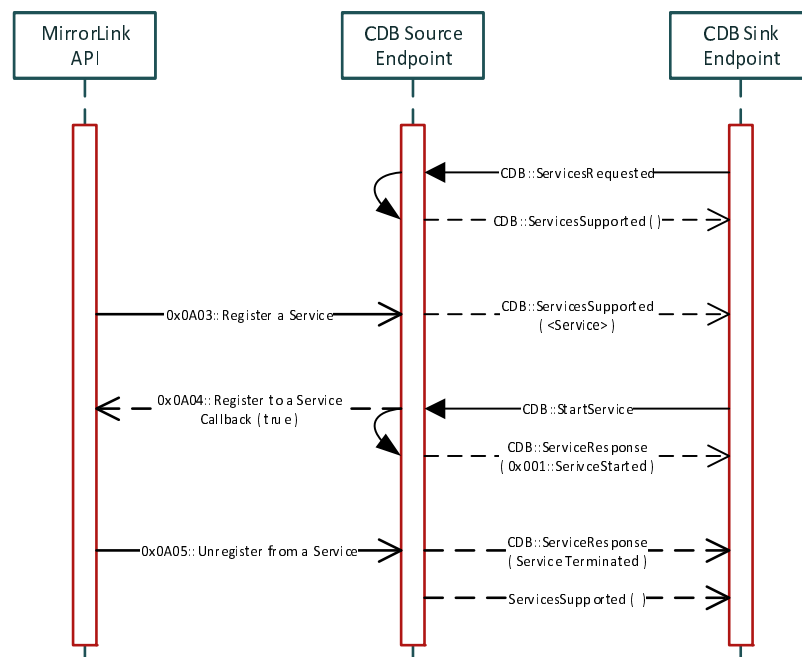 MirrorLink
API
CDB Source
Endpoint
CDB Sink
Endpoint
CDB::ServicesRequested
CDB::ServicesSupported ( )
0x0A03:: Register a Service
CDB::ServicesSupported
( <Service> )
0x0A04:: Register to a Service
Callback ( true )
CDB::StartService
CDB::ServiceResponse
( 0x001::SerivceStarted )
0x0A05:: Unregister from a Service
CDB::ServiceResponse
( Service Terminated )
ServicesSupported ( )